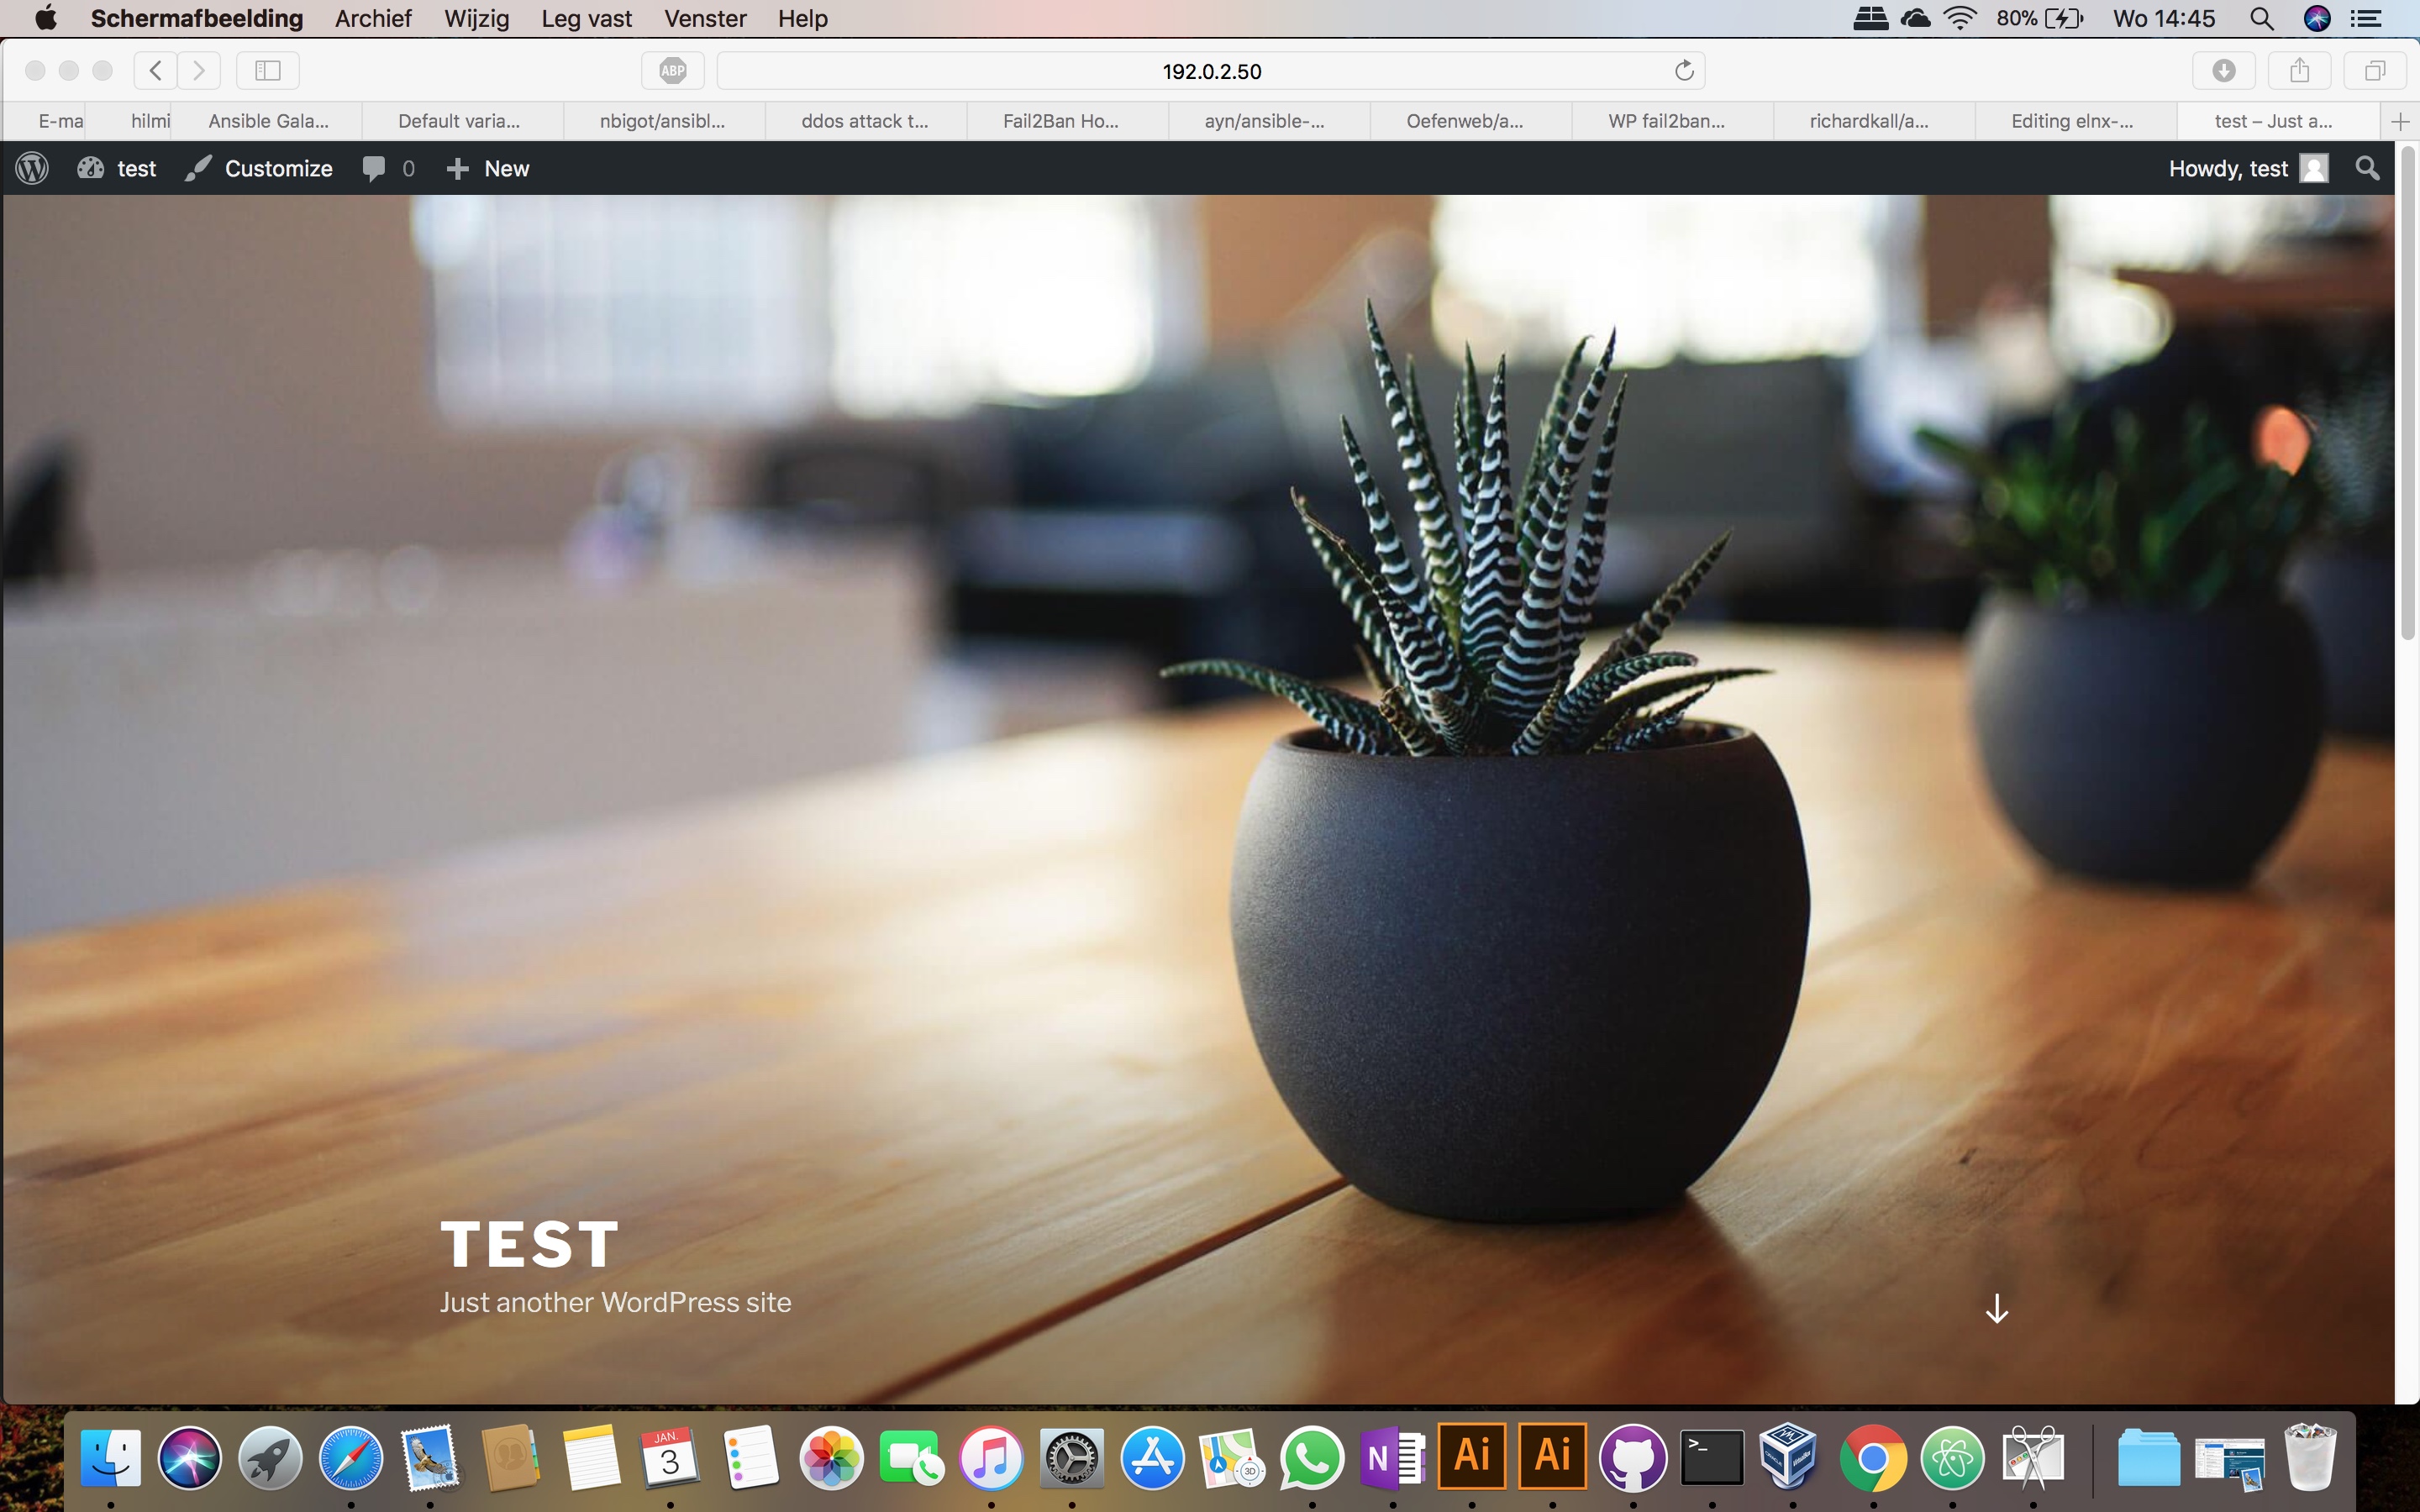 Schermafbeelding Archief Wijzig Leg vast Venster Help 80% Wo 14:45
ABP 192.0.2.50
E-ma hilmi Ansible Gala... Default varia... nbigot/ansibl... ddos attack t... Fail2Ban Ho... ayn/ansible-... Oefenweb/a... WP fail2ban... richardkall/a... Editing elnx-... test – Just a...
test Customize 0 New Howdy, test
TEST
Just another WordPress site
JAN.
3
3D
N
Ai
Ai
>_